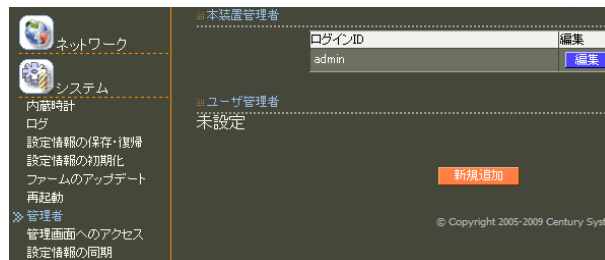 ネットワーク
システム
内蔵時計
ログ
設定情報の保存・復帰
設定情報の初期化
ファームのアップデート
再起動
管理者
管理画面へのアクセス
設定情報の同期
本装置管理者
ログインID 編集
admin 編集
ユーザ管理者
未設定
新規追加
© Copyright 2005-2009 Century Syst